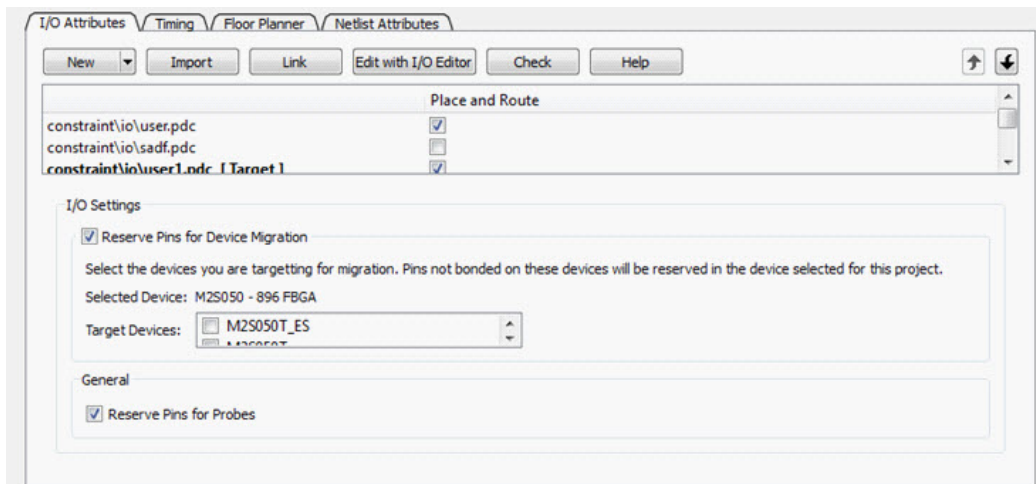 I/O Attributes Timing Floor Planner Netlist Attributes
New Import Link Edit with I/O Editor Check Help
Place and Route
constraint\io\user.pdc
constraint\io\sadf.pdc
constraint\io\user1.pdc [ Target ]
I/O Settings
Reserve Pins for Device Migration
Select the devices you are targetting for migration. Pins not bonded on these devices will be reserved in the device selected for this project.
Selected Device: M2S050 - 896 FBGA
Target Devices: M2S050T_ES
General
Reserve Pins for Probes